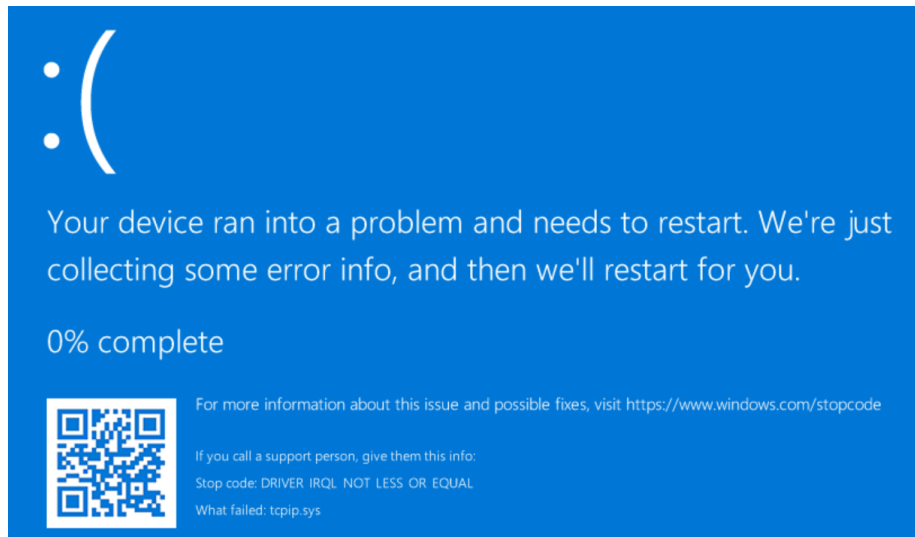 :(
Your device ran into a problem and needs to restart. We're just
collecting some error info, and then we'll restart for you.
0% complete
For more information about this issue and possible fixes, visit https://www.windows.com/stopcode
If you call a support person, give them this info:
Stop code: DRIVER IRQL NOT LESS OR EQUAL
What failed: tcpip.sys